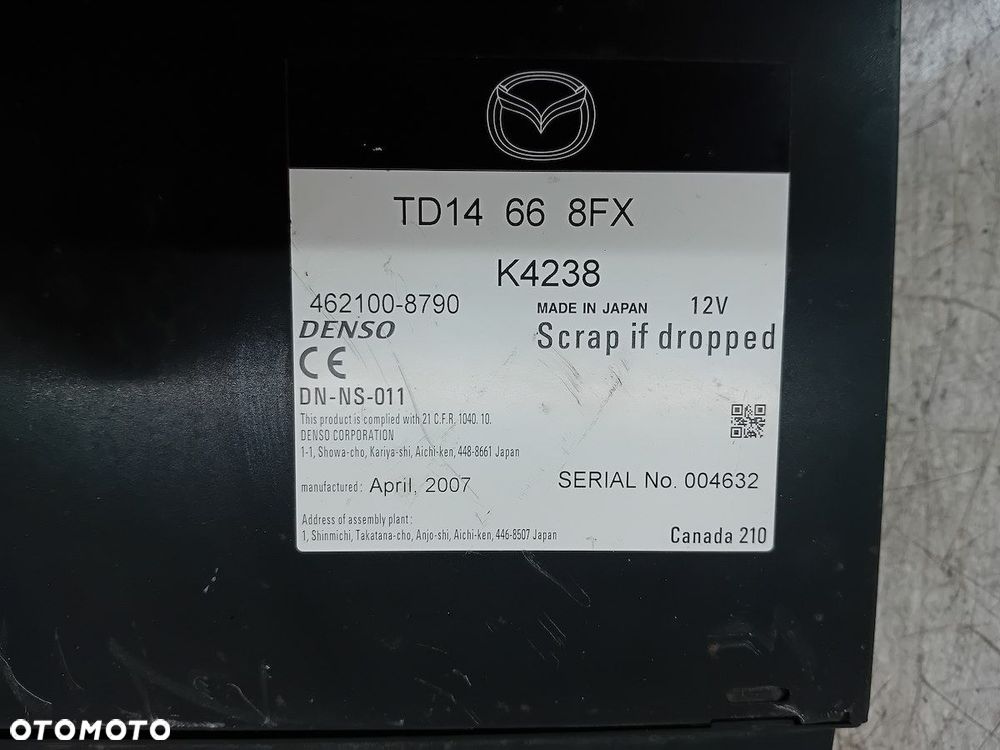 TD14 66 8FX
K4238
462100-8790
MADE IN JAPAN 12V
DENSO
Scrap if dropped
CE
DN-NS-011
This product is complied with 21 C.F.R. 1040. 10.
DENSO CORPORATION
1-1, Showa-cho, Kariya-shi, Aichi-ken, 448-8661 Japan
manufactured: April, 2007
SERIAL No. 004632
Address of assembly plant:
1, Shinmichi, Takatana-cho, Anjo-shi, Aichi-ken, 446-8507 Japan
Canada 210
OTOMOTO